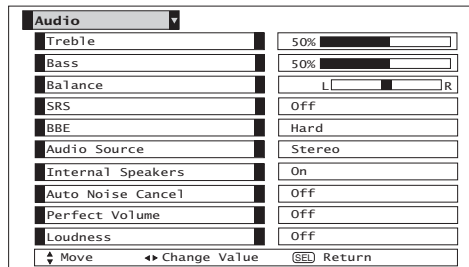 Audio
Treble 50%
Bass 50%
Balance L R
SRS Off
BBE Hard
Audio Source Stereo
Internal Speakers On
Auto Noise Cancel Off
Perfect Volume Off
Loudness Off
Move Change Value SEL Return